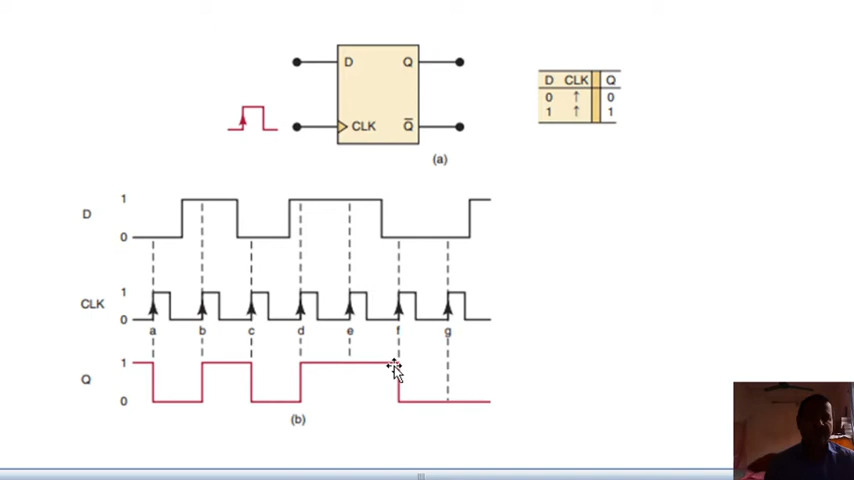 D Q
CLK Q̅
(a)
D CLK Q
0 ↑ 0
1 ↑ 1
D 1
0
CLK 1
0
a b c d e f g
Q 1
0
(b)